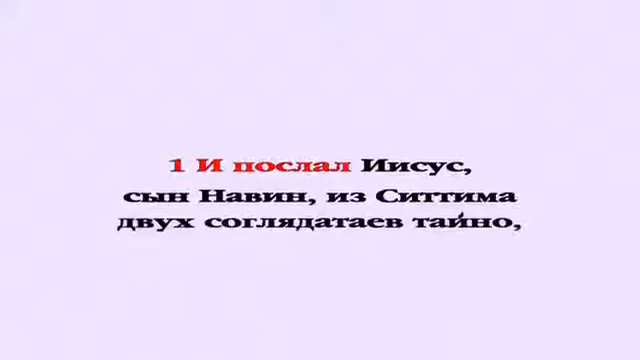 1 И послал Иисус,
сын Навин, из Ситтима
двух соглядатаев тайно,